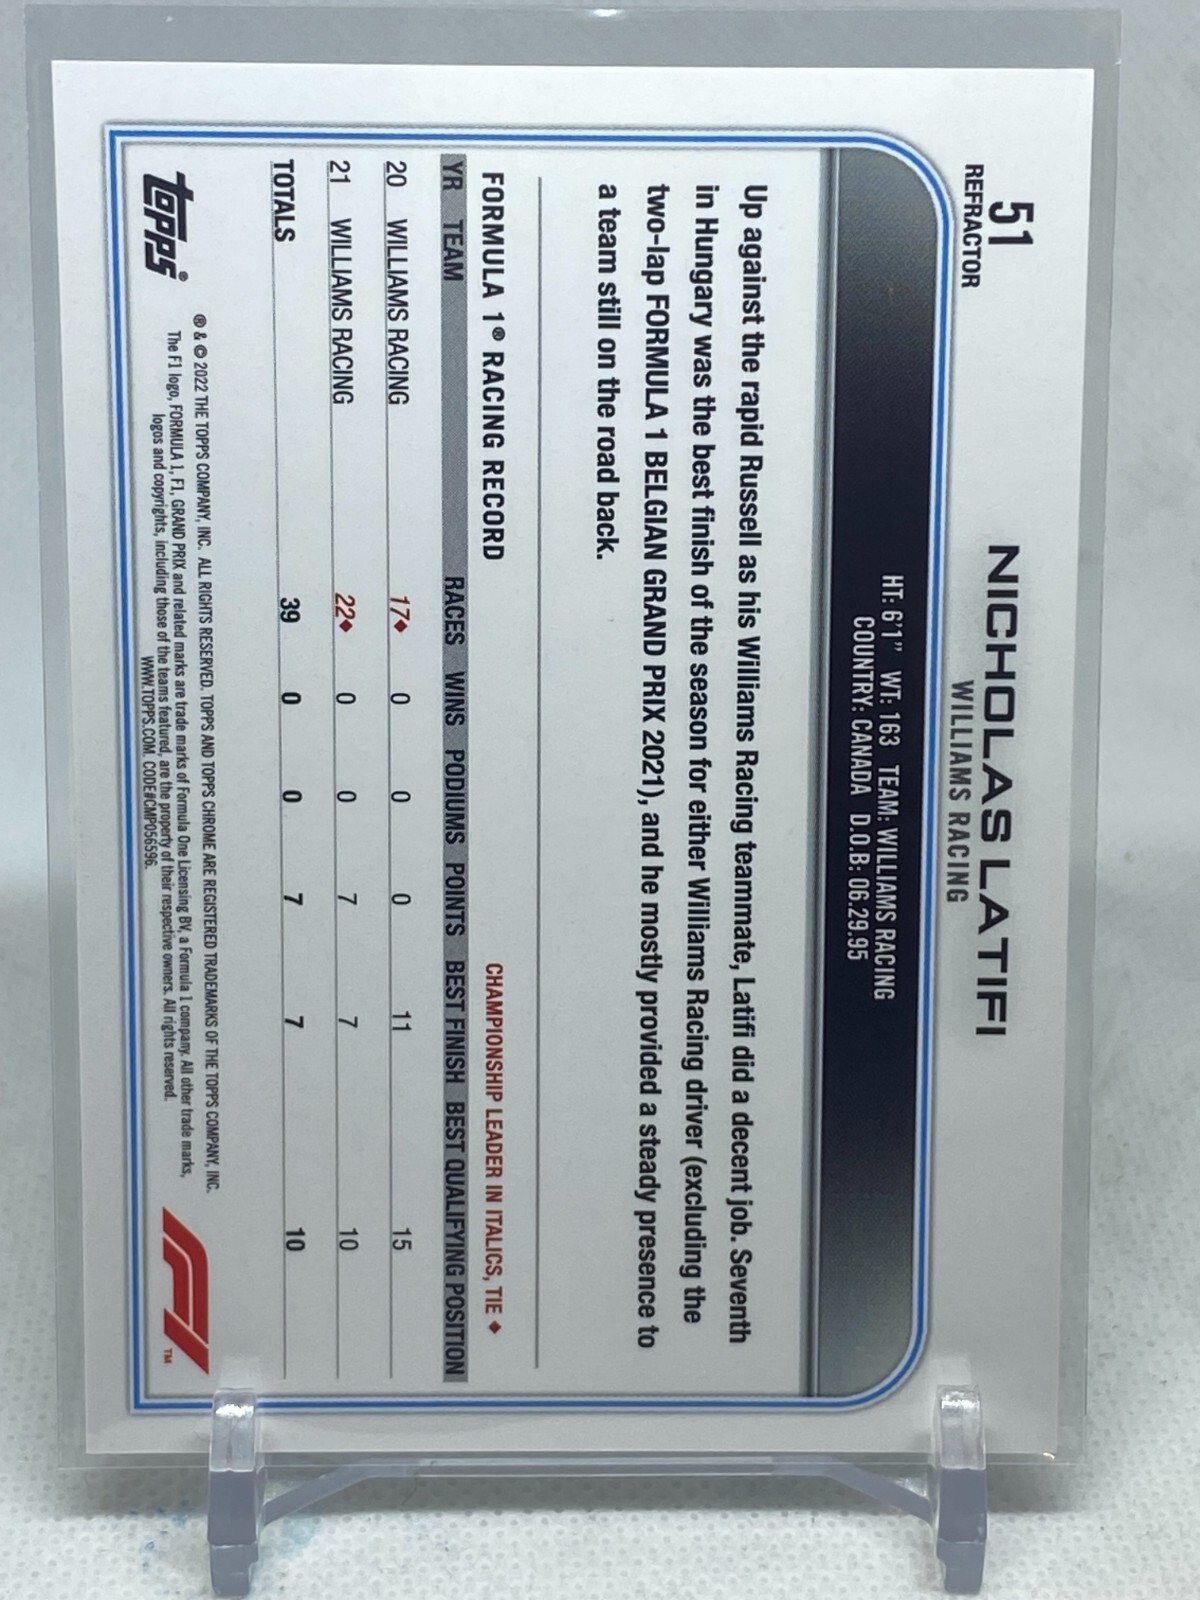 51
REFRACTOR
NICHOLAS LATIFI
WILLIAMS RACING
HT: 6'1" WT: 163 TEAM: WILLIAMS RACING
COUNTRY: CANADA D.O.B: 06.29.95
Up against the rapid Russell as his Williams Racing teammate, Latifi did a decent job. Seventh
in Hungary was the best finish of the season for either Williams Racing driver (excluding the
two-lap FORMULA 1 BELGIAN GRAND PRIX 2021), and he mostly provided a steady presence to
a team still on the road back.
FORMULA 1® RACING RECORD CHAMPIONSHIP LEADER IN ITALICS, TIE ♦
YR TEAM RACES WINS PODIUMS POINTS BEST FINISH BEST QUALIFYING POSITION
20 WILLIAMS RACING 17♦ 0 0 0 11 15
21 WILLIAMS RACING 22♦ 0 0 7 7 10
TOTALS 39 0 0 7 7 10
topps®
® & © 2022 THE TOPPS COMPANY, INC. ALL RIGHTS RESERVED. TOPPS AND TOPPS CHROME ARE REGISTERED TRADEMARKS OF THE TOPPS COMPANY, INC.
The F1 logo, FORMULA 1, F1, GRAND PRIX and related marks are trade marks of Formula One Licensing BV, a Formula 1 company. All other trade marks,
logos and copyrights, including those of the teams featured, are the property of their respective owners. All rights reserved.
WWW.TOPPS.COM. CODE#CMP056596.
F1™